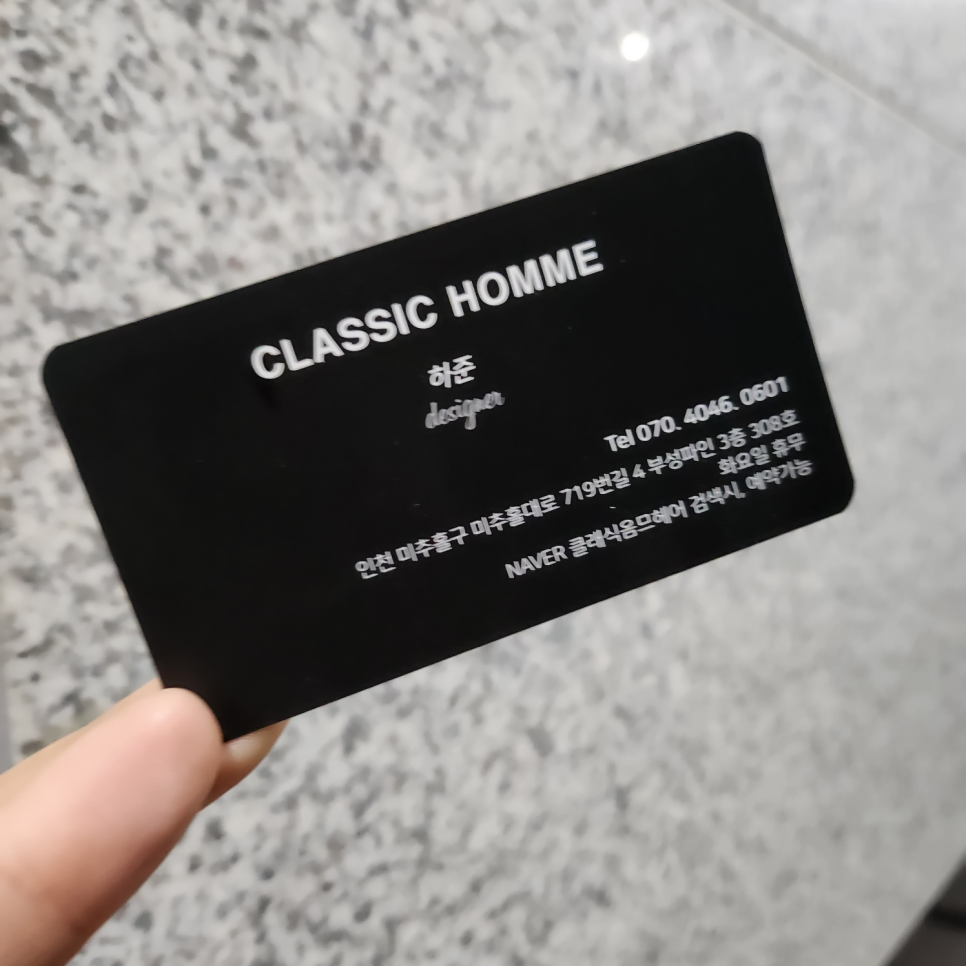 CLASSIC HOMME
하준
designer
Tel 070. 4046. 0601
인천 미추홀구 미추홀대로 719번길 4 부성파인 3층 308호
화요일 휴무
NAVER 클래식옴므헤어 검색시, 예약가능